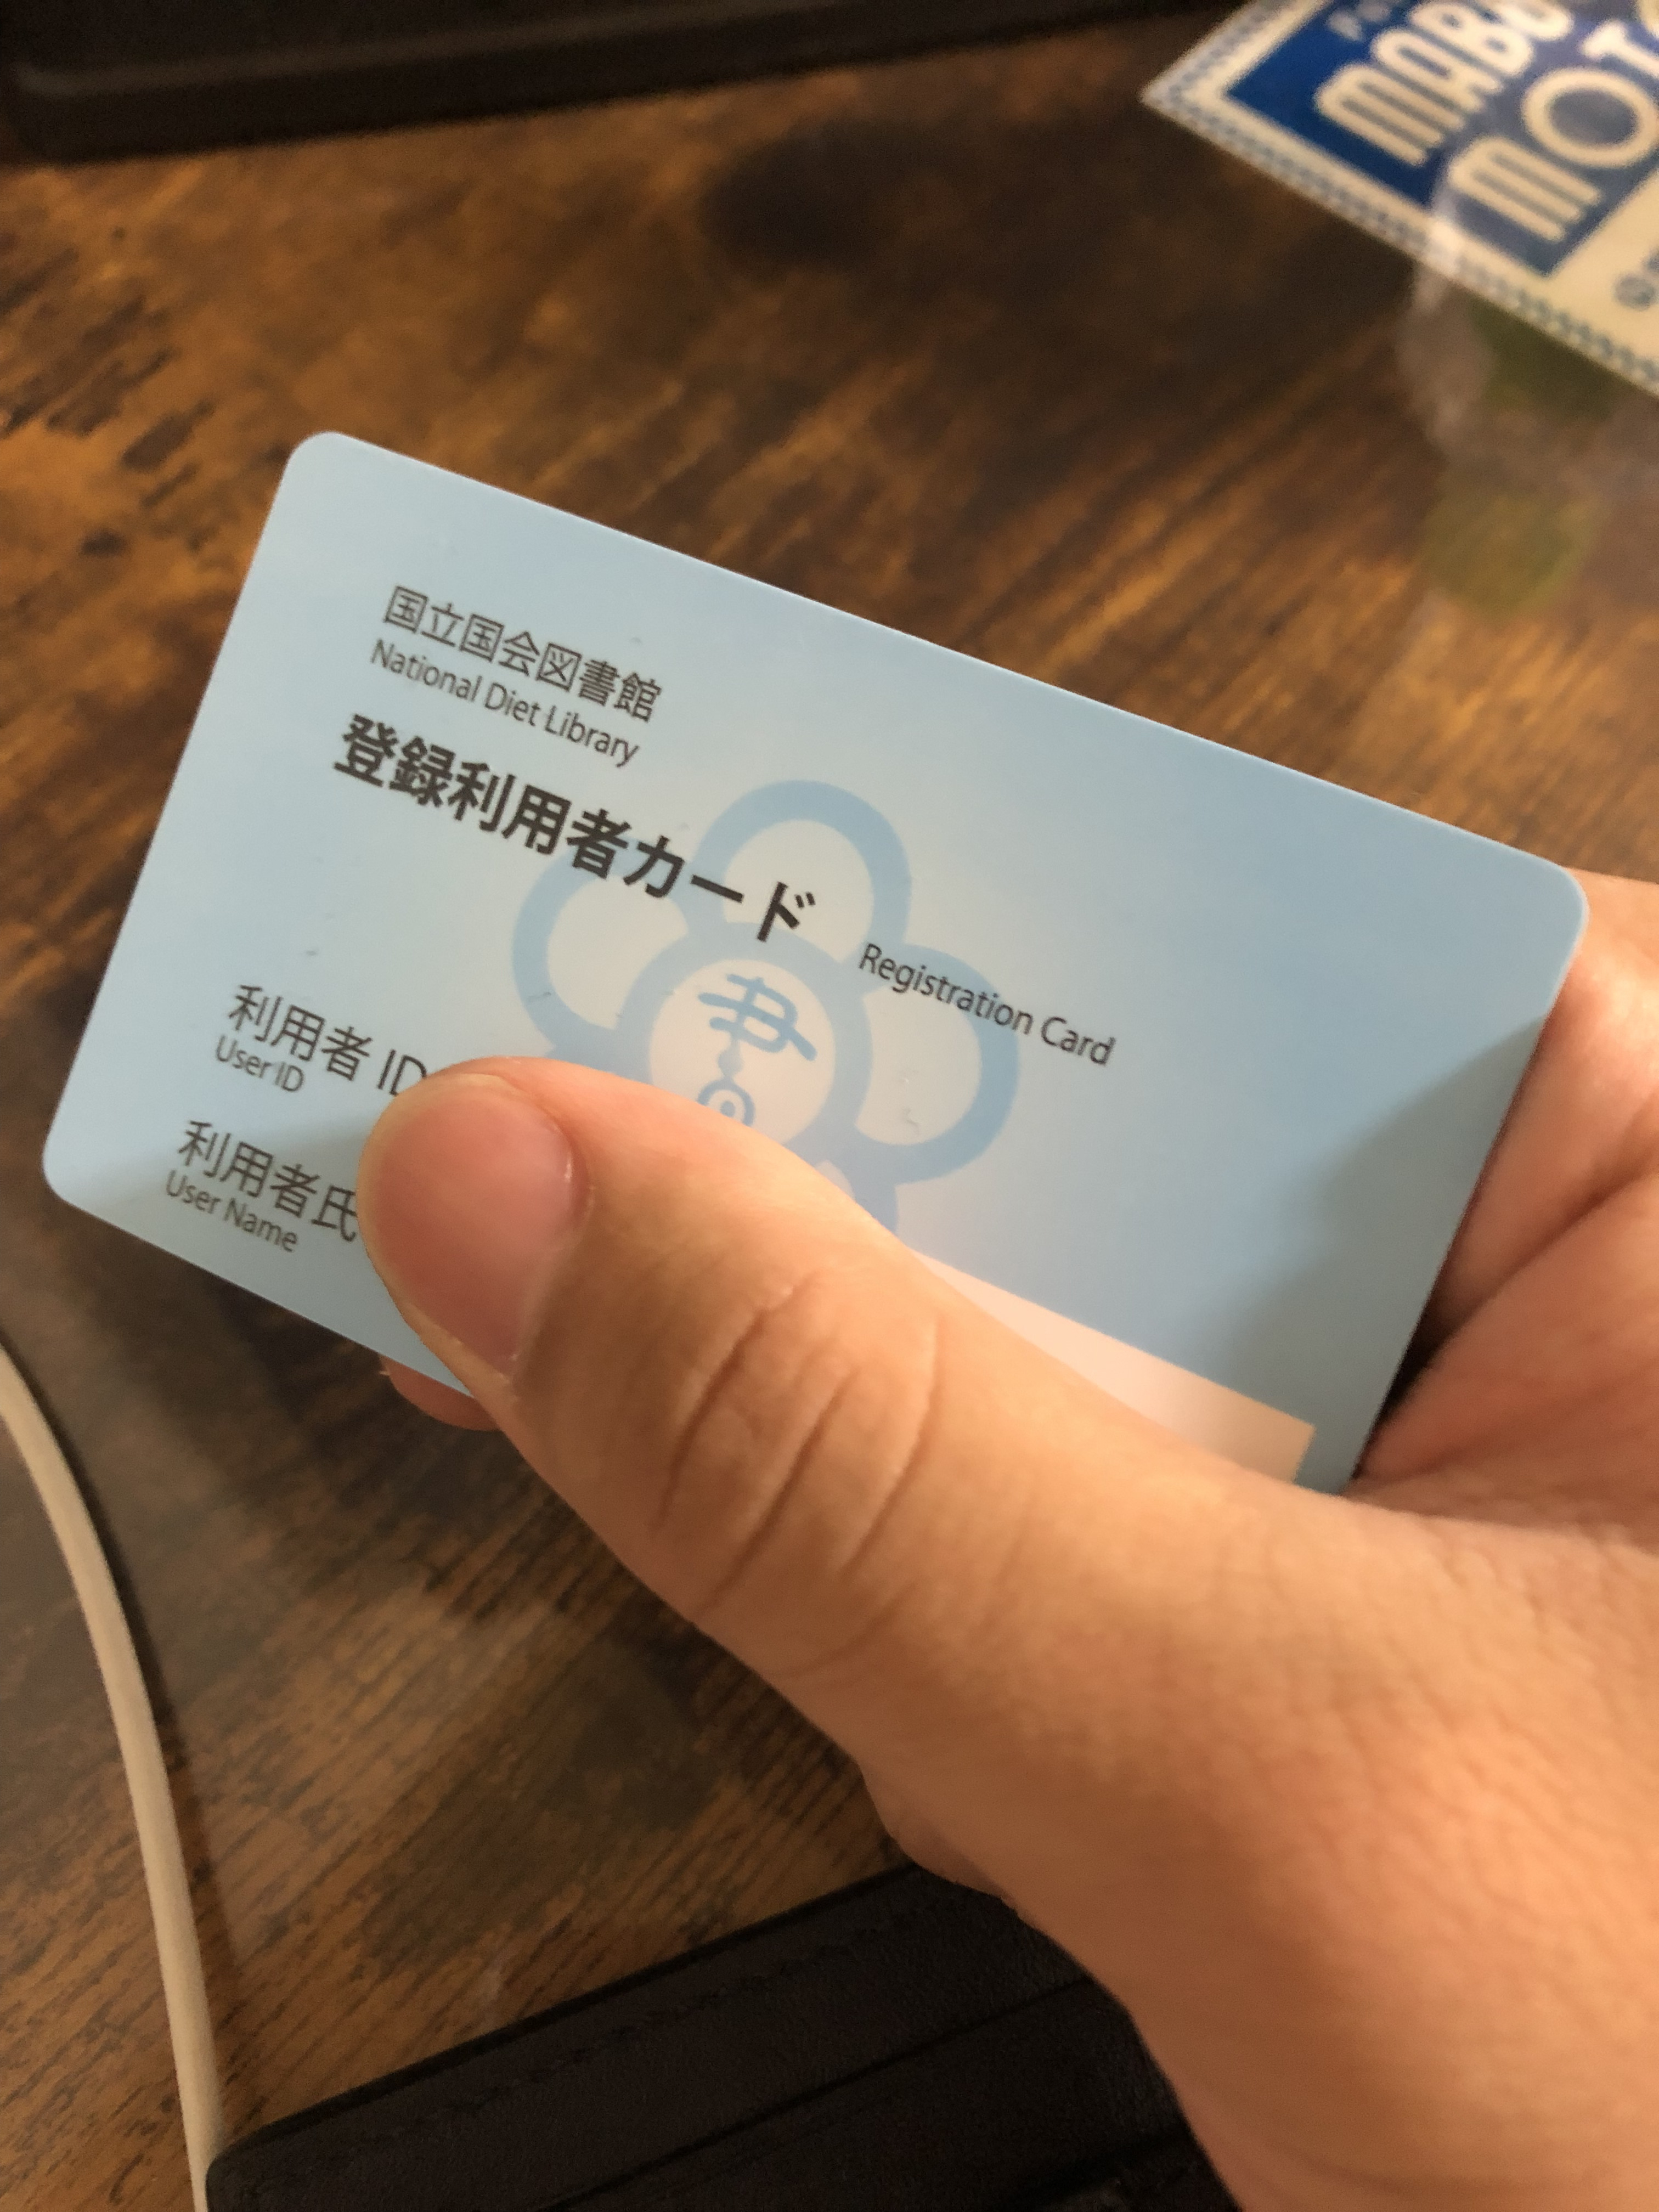 国立国会図書館
National Diet Library
登録利用者カード Registration Card
利用者 ID
User ID
利用者氏
User Name